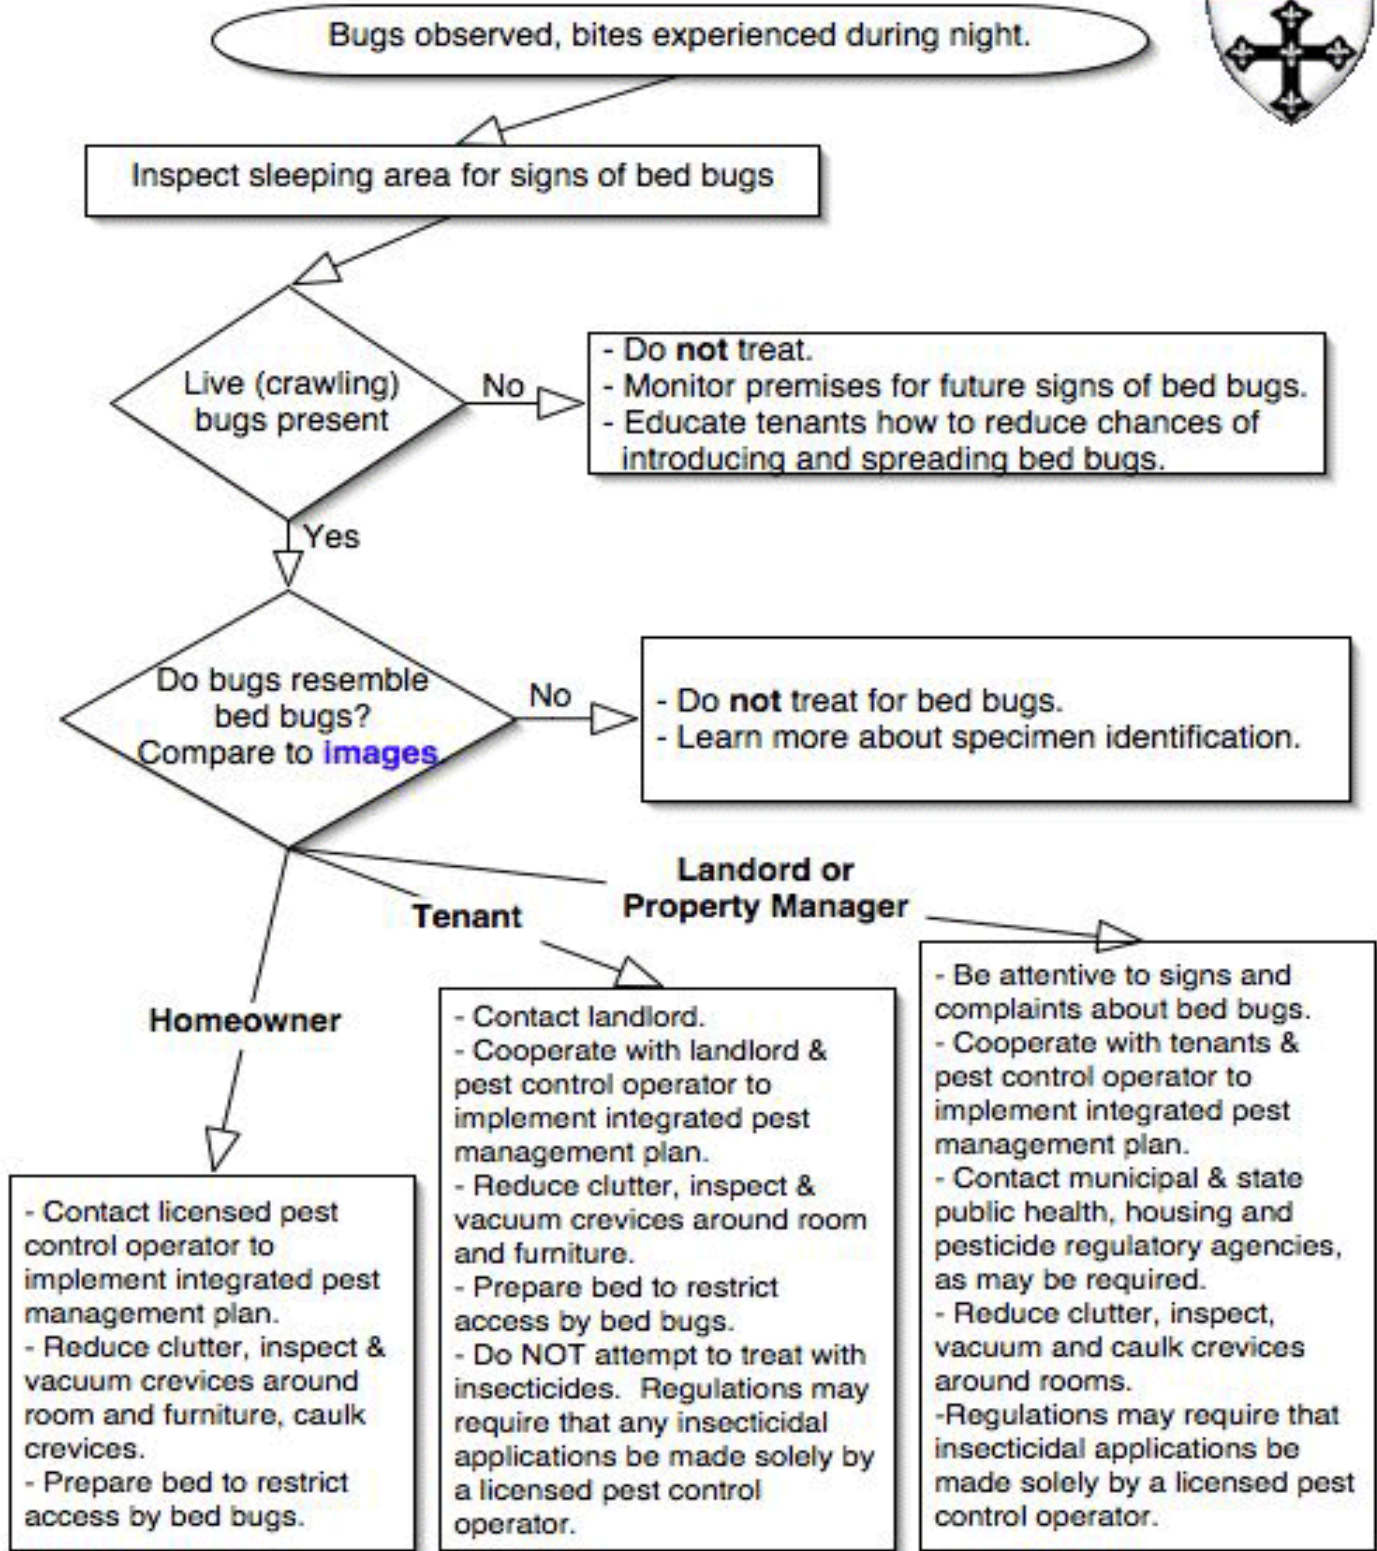 Bugs observed, bites experienced during night.
Inspect sleeping area for signs of bed bugs
Live (crawling)
bugs present
No
- Do not treat.
- Monitor premises for future signs of bed bugs.
- Educate tenants how to reduce chances of
introducing and spreading bed bugs.
Yes
Do bugs resemble
bed bugs?
Compare to images
No
- Do not treat for bed bugs.
- Learn more about specimen identification.
Homeowner
- Contact licensed pest
control operator to
implement integrated pest
management plan.
- Reduce clutter, inspect &
vacuum crevices around
room and furniture, caulk
crevices.
- Prepare bed to restrict
access by bed bugs.
Tenant
- Contact landlord.
- Cooperate with landlord &
pest control operator to
implement integrated pest
management plan.
- Reduce clutter, inspect &
vacuum crevices around room
and furniture.
- Prepare bed to restrict
access by bed bugs.
- Do NOT attempt to treat with
insecticides.  Regulations may
require that any insecticidal
applications be made solely by
a licensed pest control
operator.
Landord or
Property Manager
- Be attentive to signs and
complaints about bed bugs.
- Cooperate with tenants &
pest control operator to
implement integrated pest
management plan.
- Contact municipal & state
public health, housing and
pesticide regulatory agencies,
as may be required.
- Reduce clutter, inspect,
vacuum and caulk crevices
around rooms.
-Regulations may require that
insecticidal applications be
made solely by a licensed pest
control operator.